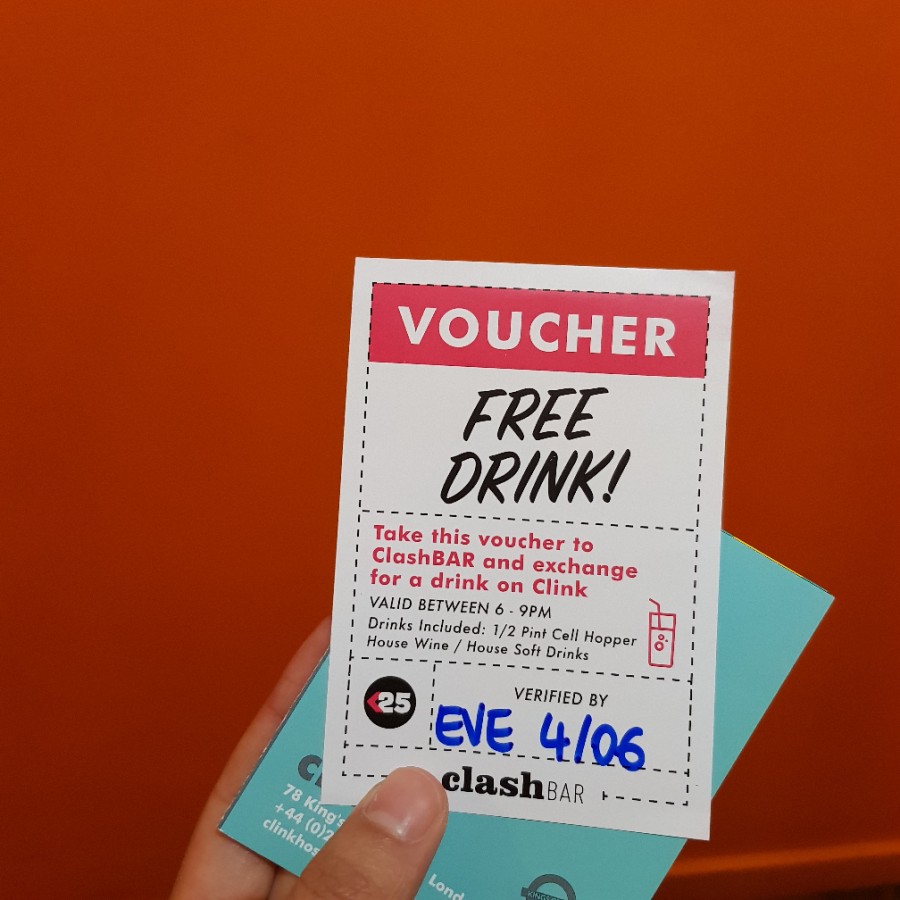 VOUCHER
FREE
DRINK!
Take this voucher to
ClashBAR and exchange
for a drink on Clink
VALID BETWEEN 6 - 9PM
Drinks Included: 1/2 Pint Cell Hopper
House Wine / House Soft Drinks
25
VERIFIED BY
EVE 4/06
clashBAR
78 King's
+44 (0)2
clinkhos
Lond